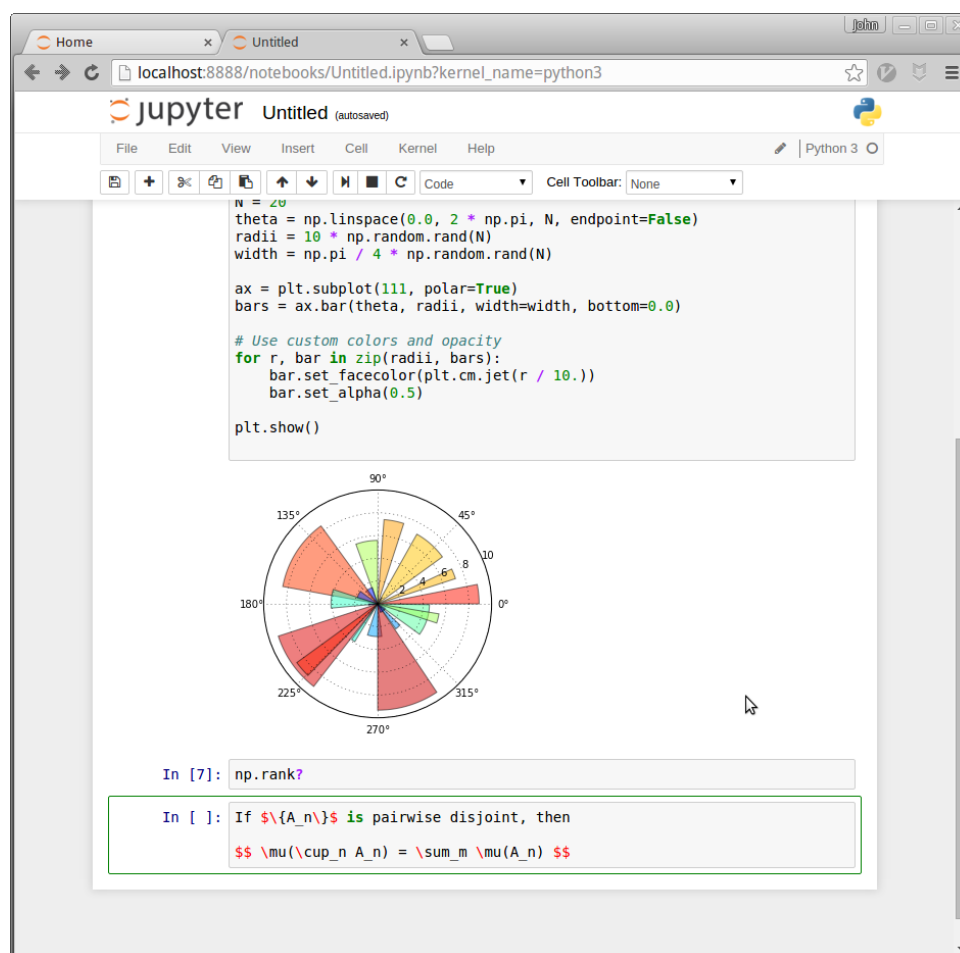 John
Home × Untitled ×
localhost:8888/notebooks/Untitled.ipynb?kernel_name=python3
jupyter Untitled (autosaved)
File Edit View Insert Cell Kernel Help Python 3
Code Cell Toolbar: None
N = 20
theta = np.linspace(0.0, 2 * np.pi, N, endpoint=False)
radii = 10 * np.random.rand(N)
width = np.pi / 4 * np.random.rand(N)
ax = plt.subplot(111, polar=True)
bars = ax.bar(theta, radii, width=width, bottom=0.0)
# Use custom colors and opacity
for r, bar in zip(radii, bars):
    bar.set_facecolor(plt.cm.jet(r / 10.))
    bar.set_alpha(0.5)
plt.show()
90°
135° 45°
10
8
6
4
2
180° 0°
225° 315°
270°
In [7]: np.rank?
In [ ]: If $\{A_n\}$ is pairwise disjoint, then
$$ \mu(\cup_n A_n) = \sum_m \mu(A_n) $$